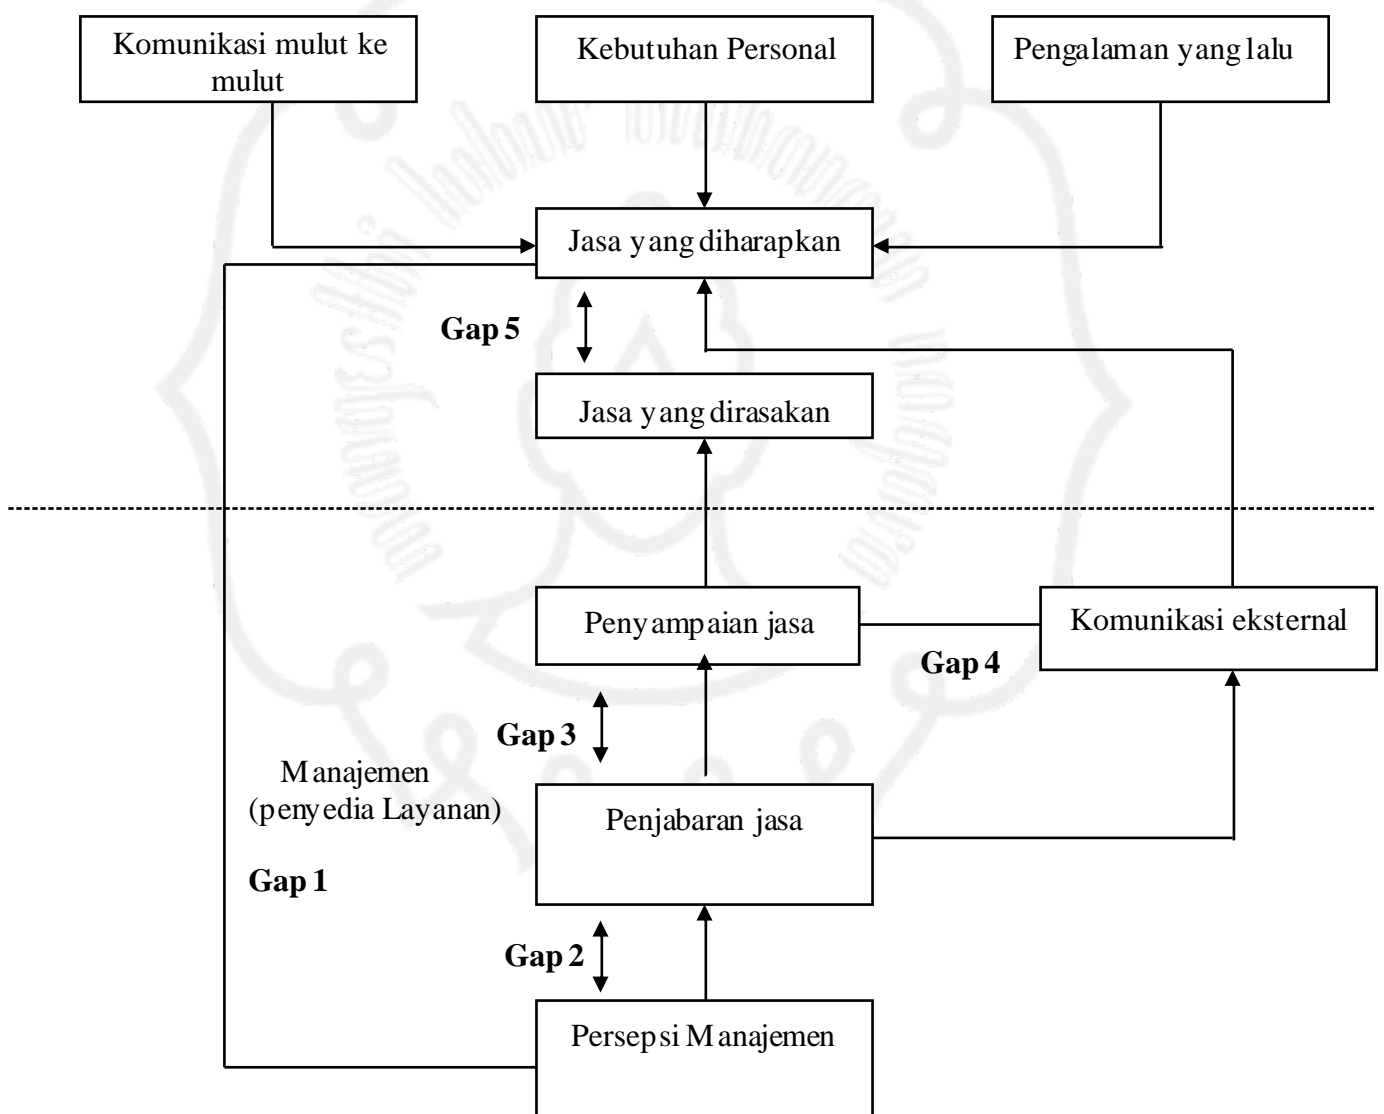 Komunikasi mulut ke
mulut
Kebutuhan Personal
Pengalaman yang lalu
Jasa yang diharapkan
Gap 5
Jasa yang dirasakan
Penyampaian jasa
Komunikasi eksternal
Gap 4
Gap 3
Manajemen
(penyedia Layanan)
Penjabaran jasa
Gap 1
Gap 2
Persepsi Manajemen